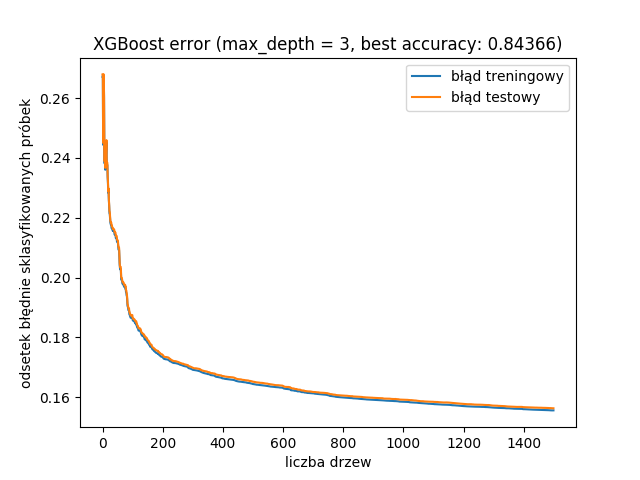 XGBoost error (max_depth = 3, best accuracy: 0.84366)
błąd treningowy
błąd testowy
odsetek błędnie sklasyfikowanych próbek
0.26
0.24
0.22
0.20
0.18
0.16
0
200
400
600
800
1000
1200
1400
liczba drzew